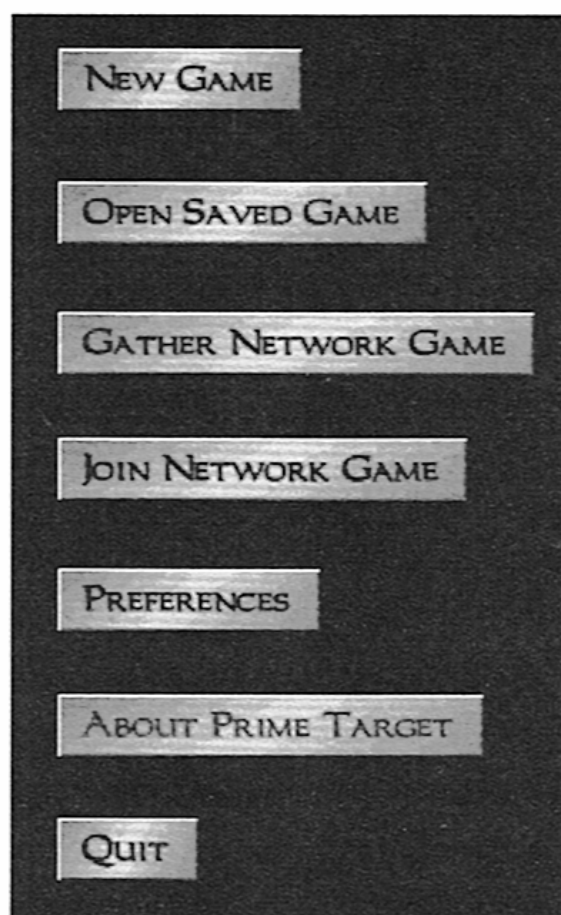 New Game
Open Saved Game
Gather Network Game
Join Network Game
Preferences
About Prime Target
Quit